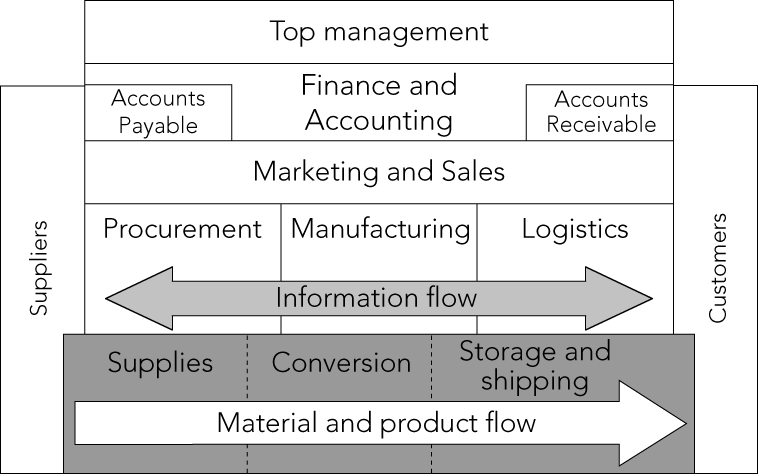 Top management
Finance and
Accounting
Accounts
Payable
Accounts
Receivable
Marketing and Sales
Suppliers
Procurement
Manufacturing
Logistics
Customers
Information flow
Supplies
Conversion
Storage and
shipping
Material and product flow